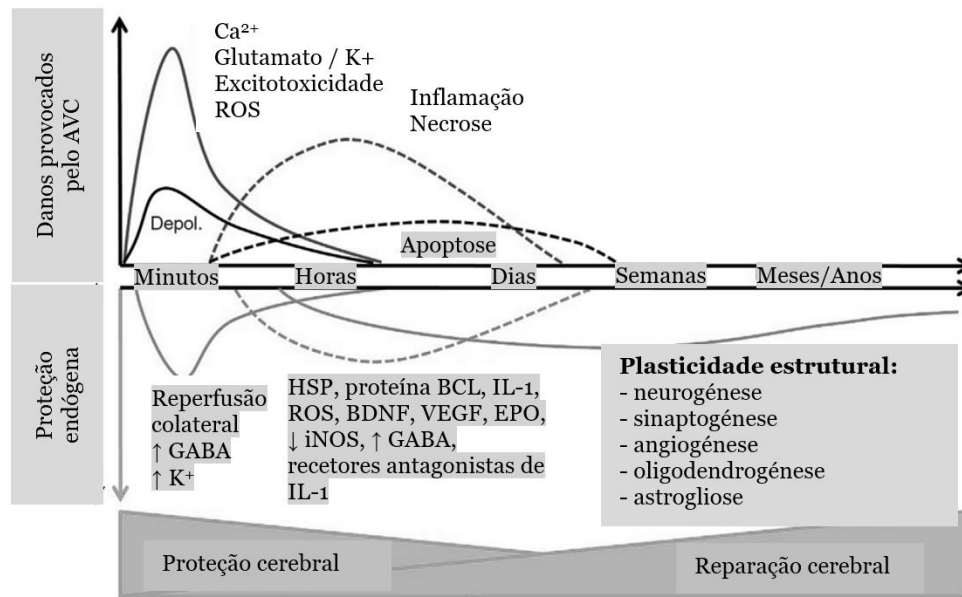 Danos provocados
pelo AVC
Ca²⁺
Glutamato / K+
Excitotoxicidade
ROS
Inflamação
Necrose
Depol.
Apoptose
Minutos
Horas
Dias
Semanas
Meses/Anos
Proteção
endógena
Reperfusão
colateral
↑ GABA
↑ K⁺
HSP, proteína BCL, IL-1,
ROS, BDNF, VEGF, EPO,
↓ iNOS, ↑ GABA,
recetores antagonistas de
IL-1
Plasticidade estrutural:
- neurogénese
- sinaptogénese
- angiogénese
- oligodendrogénese
- astrogliose
Proteção cerebral
Reparação cerebral